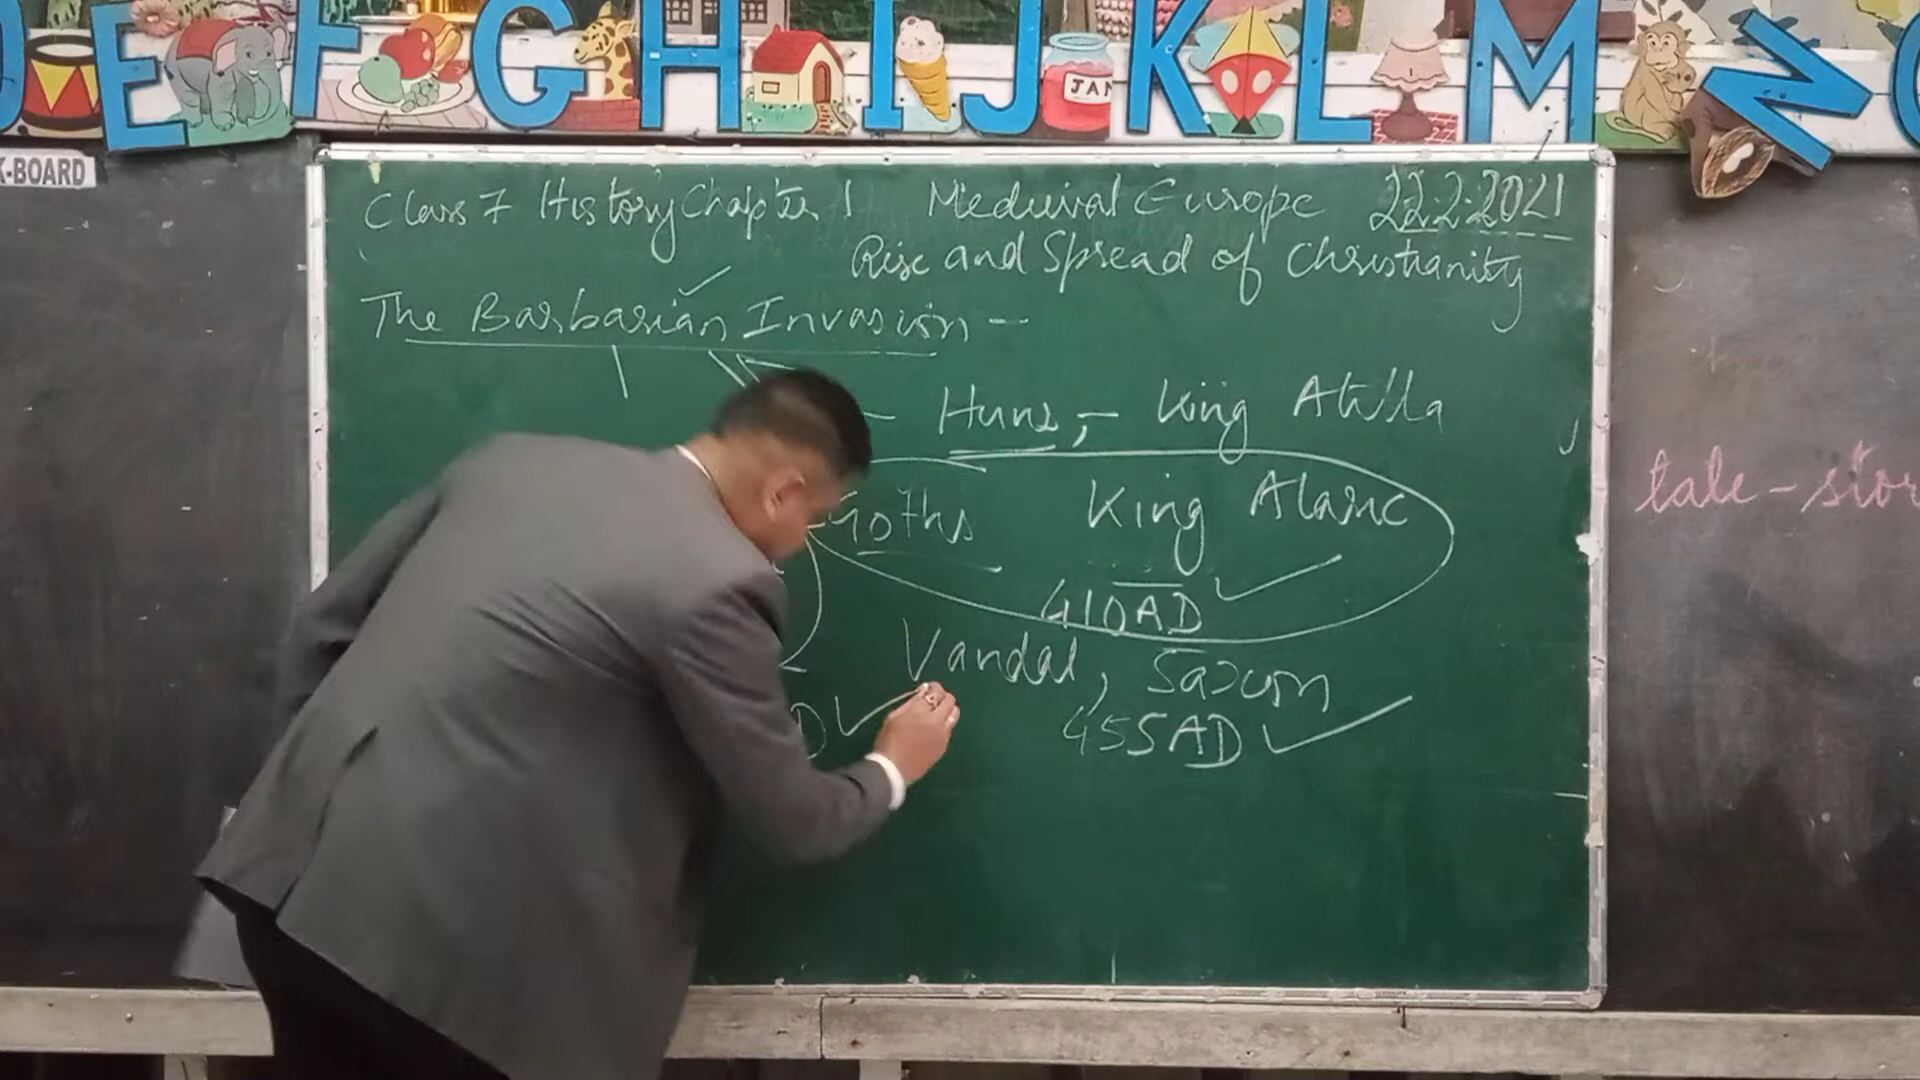 E F G H I J K L M N
JAM
K-BOARD
Class 7 History Chapter 1 Medieval Europe 22.2.2021
Rise and Spread of Christianity
The Barbarian Invasion -
- Huns, - King Atilla
Goths King Alaric
410AD
Vandal, Saxon
455AD
tale - stor